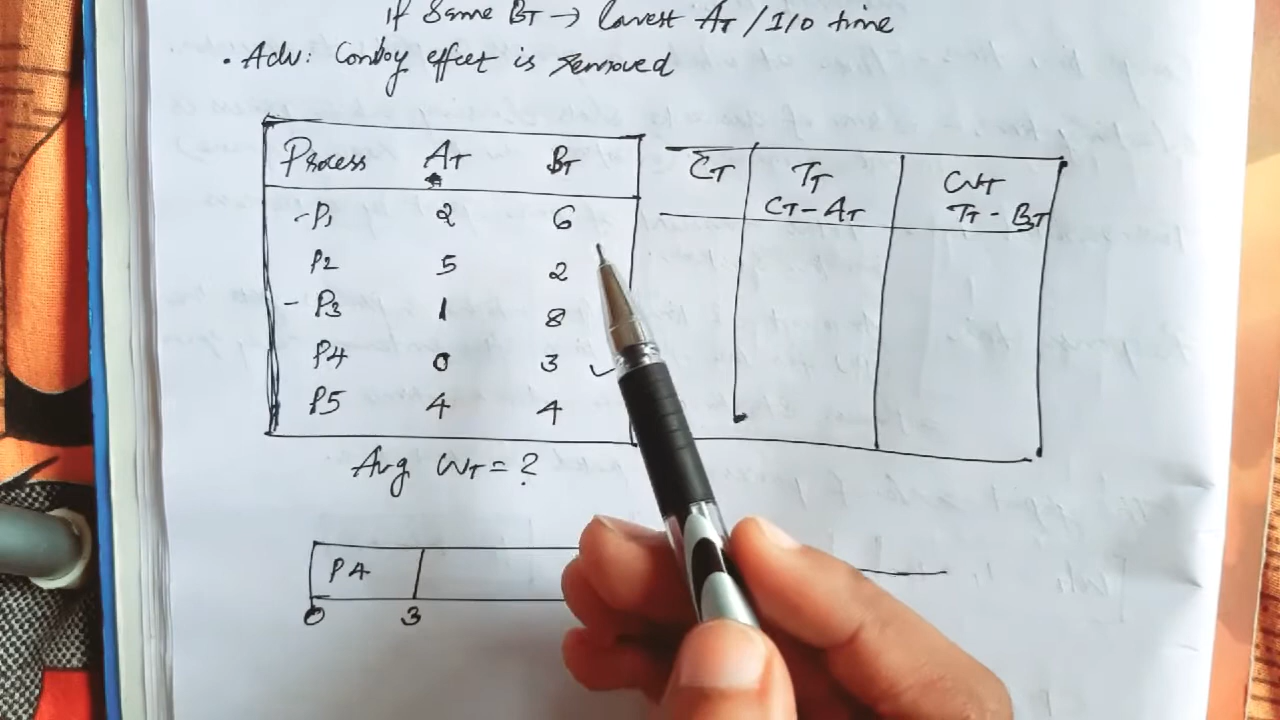 If Same BT → lowest AT / I/O time
• Adv: Convoy effect is removed
Process AT BT CT TT WT
CT - AT TT - BT
- P1 2 6
P2 5 2
- P3 1 8
P4 0 3 ✓
P5 4 4
Avg WT = ?
P4
0 3